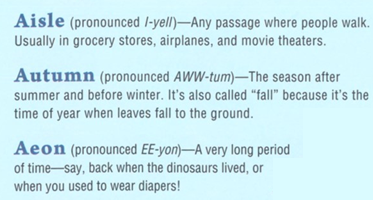 Aisle (pronounced I-yell)—Any passage where people walk.
Usually in grocery stores, airplanes, and movie theaters.
Autumn (pronounced AWW-tum)—The season after
summer and before winter. It's also called “fall” because it's the
time of year when leaves fall to the ground.
Aeon (pronounced EE-yon)—A very long period
of time—say, back when the dinosaurs lived, or
when you used to wear diapers!